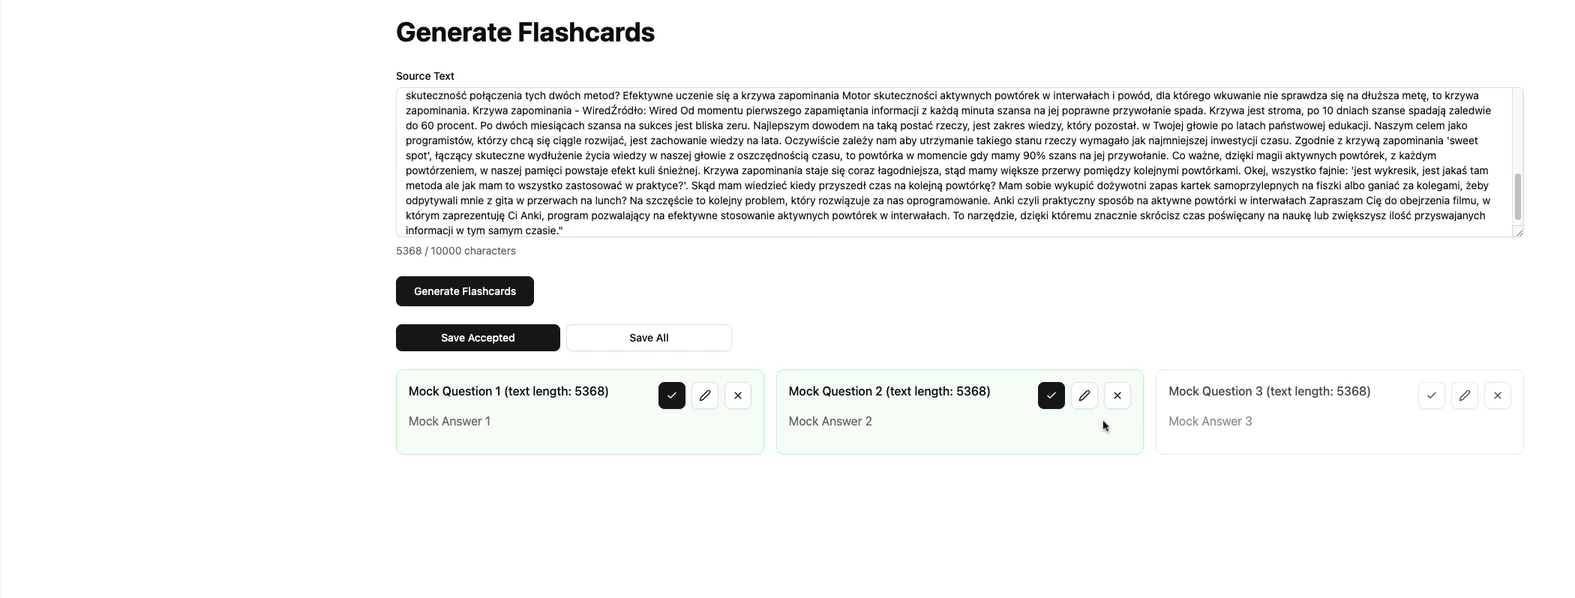 Generate Flashcards
Source Text
skuteczność połączenia tych dwóch metod? Efektywne uczenie się a krzywa zapominania Motor skuteczności aktywnych powtórek w interwałach i powód, dla którego wkuwanie nie sprawdza się na dłuższa metę, to krzywa
zapominania. Krzywa zapominania - WiredŹródło: Wired Od momentu pierwszego zapamiętania informacji z każdą minuta szansa na jej poprawne przywołanie spada. Krzywa jest stroma, po 10 dniach szanse spadają zaledwie
do 60 procent. Po dwóch miesiącach szansa na sukces jest bliska zeru. Najlepszym dowodem na taką postać rzeczy, jest zakres wiedzy, który pozostał. w Twojej głowie po latach państwowej edukacji. Naszym celem jako
programistów, którzy chcą się ciągle rozwijać, jest zachowanie wiedzy na lata. Oczywiście zależy nam aby utrzymanie takiego stanu rzeczy wymagało jak najmniejszej inwestycji czasu. Zgodnie z krzywą zapominania 'sweet
spot', łączący skuteczne wydłużenie życia wiedzy w naszej głowie z oszczędnością czasu, to powtórka w momencie gdy mamy 90% szans na jej przywołanie. Co ważne, dzięki magii aktywnych powtórek, z każdym
powtórzeniem, w naszej pamięci powstaje efekt kuli śnieżnej. Krzywa zapominania staje się coraz łagodniejsza, stąd mamy większe przerwy pomiędzy kolejnymi powtórkami. Okej, wszystko fajnie: 'jest wykresik, jest jakaś tam
metoda ale jak mam to wszystko zastosować w praktyce?'. Skąd mam wiedzieć kiedy przyszedł czas na kolejną powtórkę? Mam sobie wykupić dożywotni zapas kartek samoprzylepnych na fiszki albo ganiać za kolegami, żeby
odpytywali mnie z gita w przerwach na lunch? Na szczęście to kolejny problem, który rozwiązuje za nas oprogramowanie. Anki czyli praktyczny sposób na aktywne powtórki w interwałach Zapraszam Cię do obejrzenia filmu, w
którym zaprezentuję Ci Anki, program pozwalający na efektywne stosowanie aktywnych powtórek w interwałach. To narzędzie, dzięki któremu znacznie skrócisz czas poświęcany na naukę lub zwiększysz ilość przyswajanych
informacji w tym samym czasie."
5368 / 10000 characters
Generate Flashcards
Save Accepted Save All
Mock Question 1 (text length: 5368)
Mock Answer 1
Mock Question 2 (text length: 5368)
Mock Answer 2
Mock Question 3 (text length: 5368)
Mock Answer 3